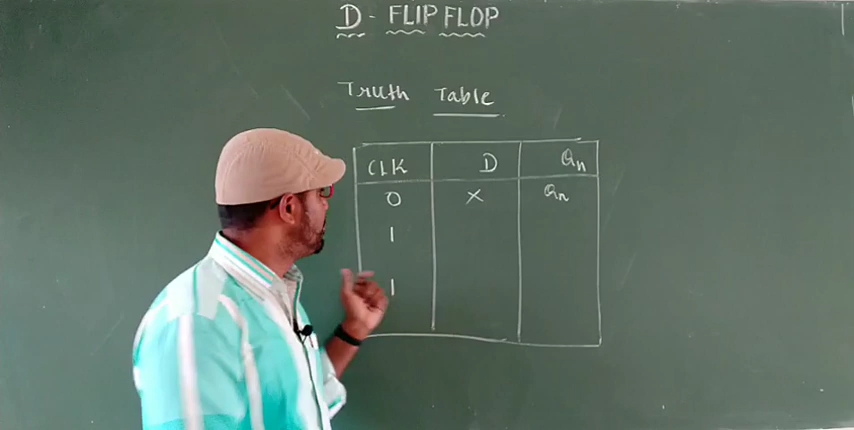 D - FLIP FLOP
Truth Table
CLK D Qn
0 X Qn
1
1